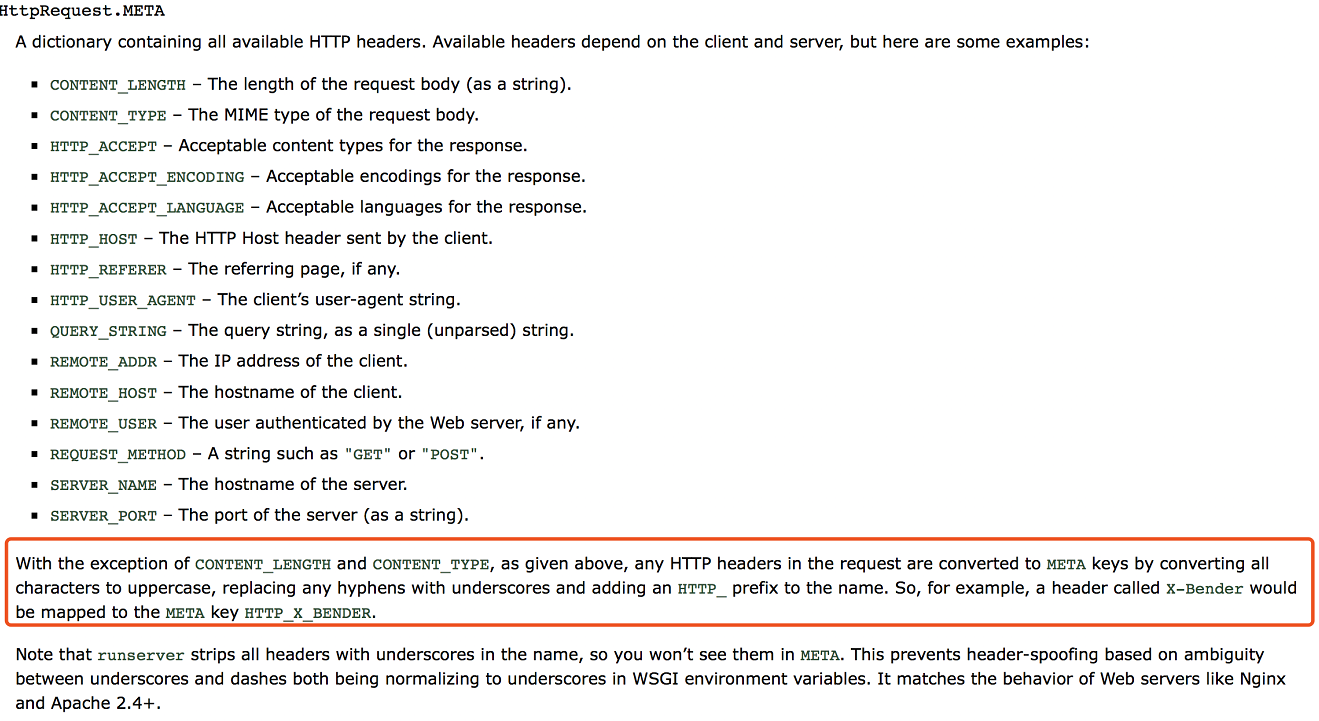 HttpRequest.META
A dictionary containing all available HTTP headers. Available headers depend on the client and server, but here are some examples:
▪ CONTENT_LENGTH – The length of the request body (as a string).
▪ CONTENT_TYPE – The MIME type of the request body.
▪ HTTP_ACCEPT – Acceptable content types for the response.
▪ HTTP_ACCEPT_ENCODING – Acceptable encodings for the response.
▪ HTTP_ACCEPT_LANGUAGE – Acceptable languages for the response.
▪ HTTP_HOST – The HTTP Host header sent by the client.
▪ HTTP_REFERER – The referring page, if any.
▪ HTTP_USER_AGENT – The client’s user-agent string.
▪ QUERY_STRING – The query string, as a single (unparsed) string.
▪ REMOTE_ADDR – The IP address of the client.
▪ REMOTE_HOST – The hostname of the client.
▪ REMOTE_USER – The user authenticated by the Web server, if any.
▪ REQUEST_METHOD – A string such as "GET" or "POST".
▪ SERVER_NAME – The hostname of the server.
▪ SERVER_PORT – The port of the server (as a string).
With the exception of CONTENT_LENGTH and CONTENT_TYPE, as given above, any HTTP headers in the request are converted to META keys by converting all
characters to uppercase, replacing any hyphens with underscores and adding an HTTP_ prefix to the name. So, for example, a header called X-Bender would
be mapped to the META key HTTP_X_BENDER.
Note that runserver strips all headers with underscores in the name, so you won’t see them in META. This prevents header-spoofing based on ambiguity
between underscores and dashes both being normalizing to underscores in WSGI environment variables. It matches the behavior of Web servers like Nginx
and Apache 2.4+.